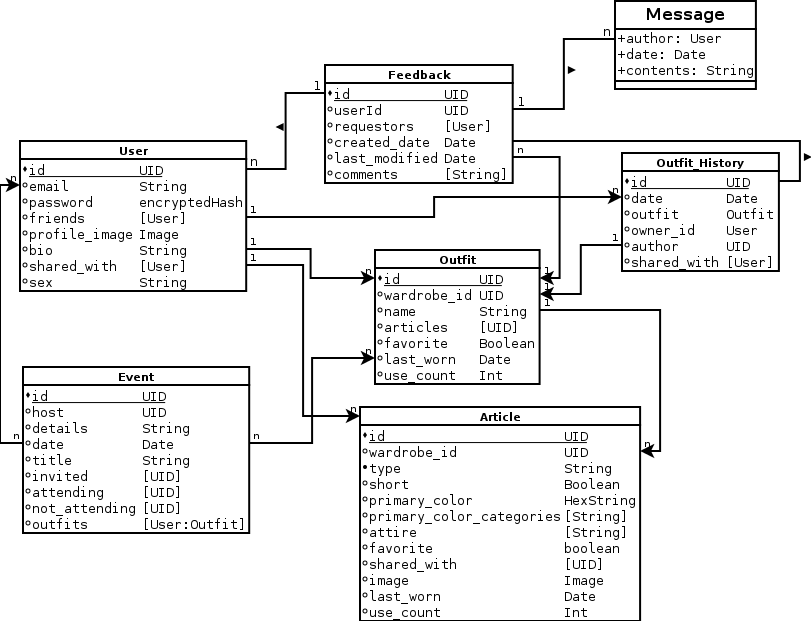 Message
+author: User
+date: Date
+contents: String
Feedback
id UID
userId UID
requestors [User]
created_date Date
last_modified Date
comments [String]
User
id UID
email String
password encryptedHash
friends [User]
profile_image Image
bio String
shared_with [User]
sex String
Outfit_History
id UID
date Date
outfit Outfit
owner_id User
author UID
shared_with [User]
Outfit
id UID
wardrobe_id UID
name String
articles [UID]
favorite Boolean
last_worn Date
use_count Int
Event
id UID
host UID
details String
date Date
title String
invited [UID]
attending [UID]
not_attending [UID]
outfits [User:Outfit]
Article
id UID
wardrobe_id UID
type String
short Boolean
primary_color HexString
primary_color_categories [String]
attire [String]
favorite boolean
shared_with [UID]
image Image
last_worn Date
use_count Int
n
1
1
n
n
n
1
n
n
1
1
1
n
1
1
1
n
n
n
n
n